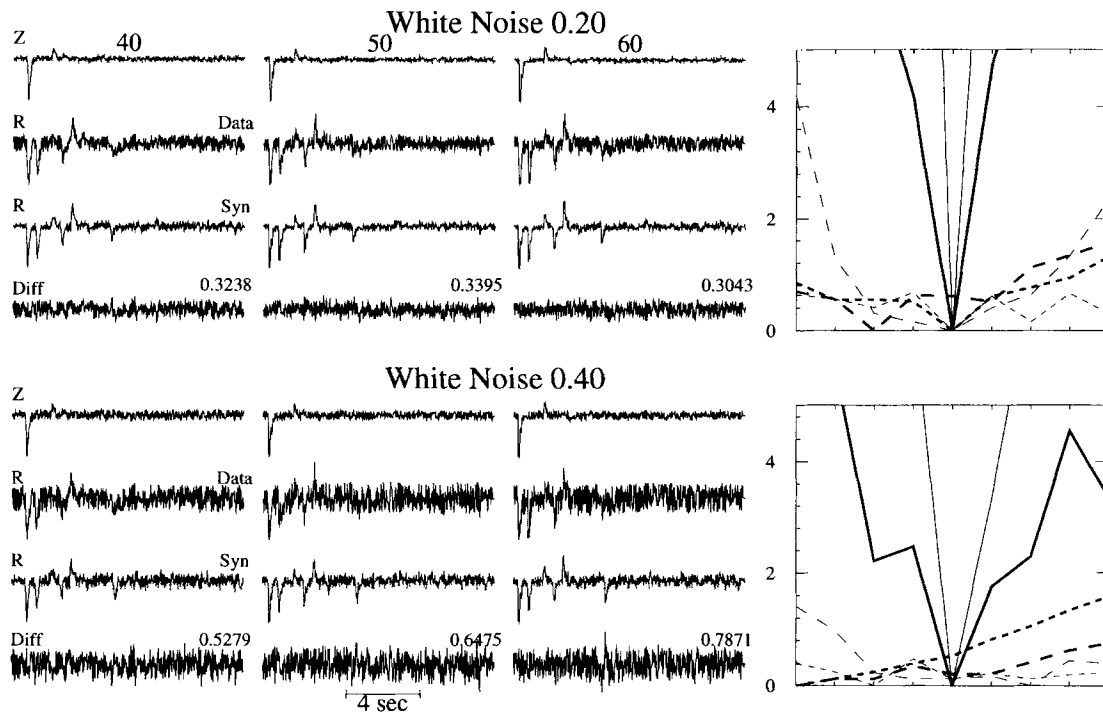 White Noise 0.20
Z 40 50 60
R Data
R Syn
Diff 0.3238 0.3395 0.3043
4
2
0
White Noise 0.40
Z
R Data
R Syn
Diff 0.5279 0.6475 0.7871
4 sec
4
2
0